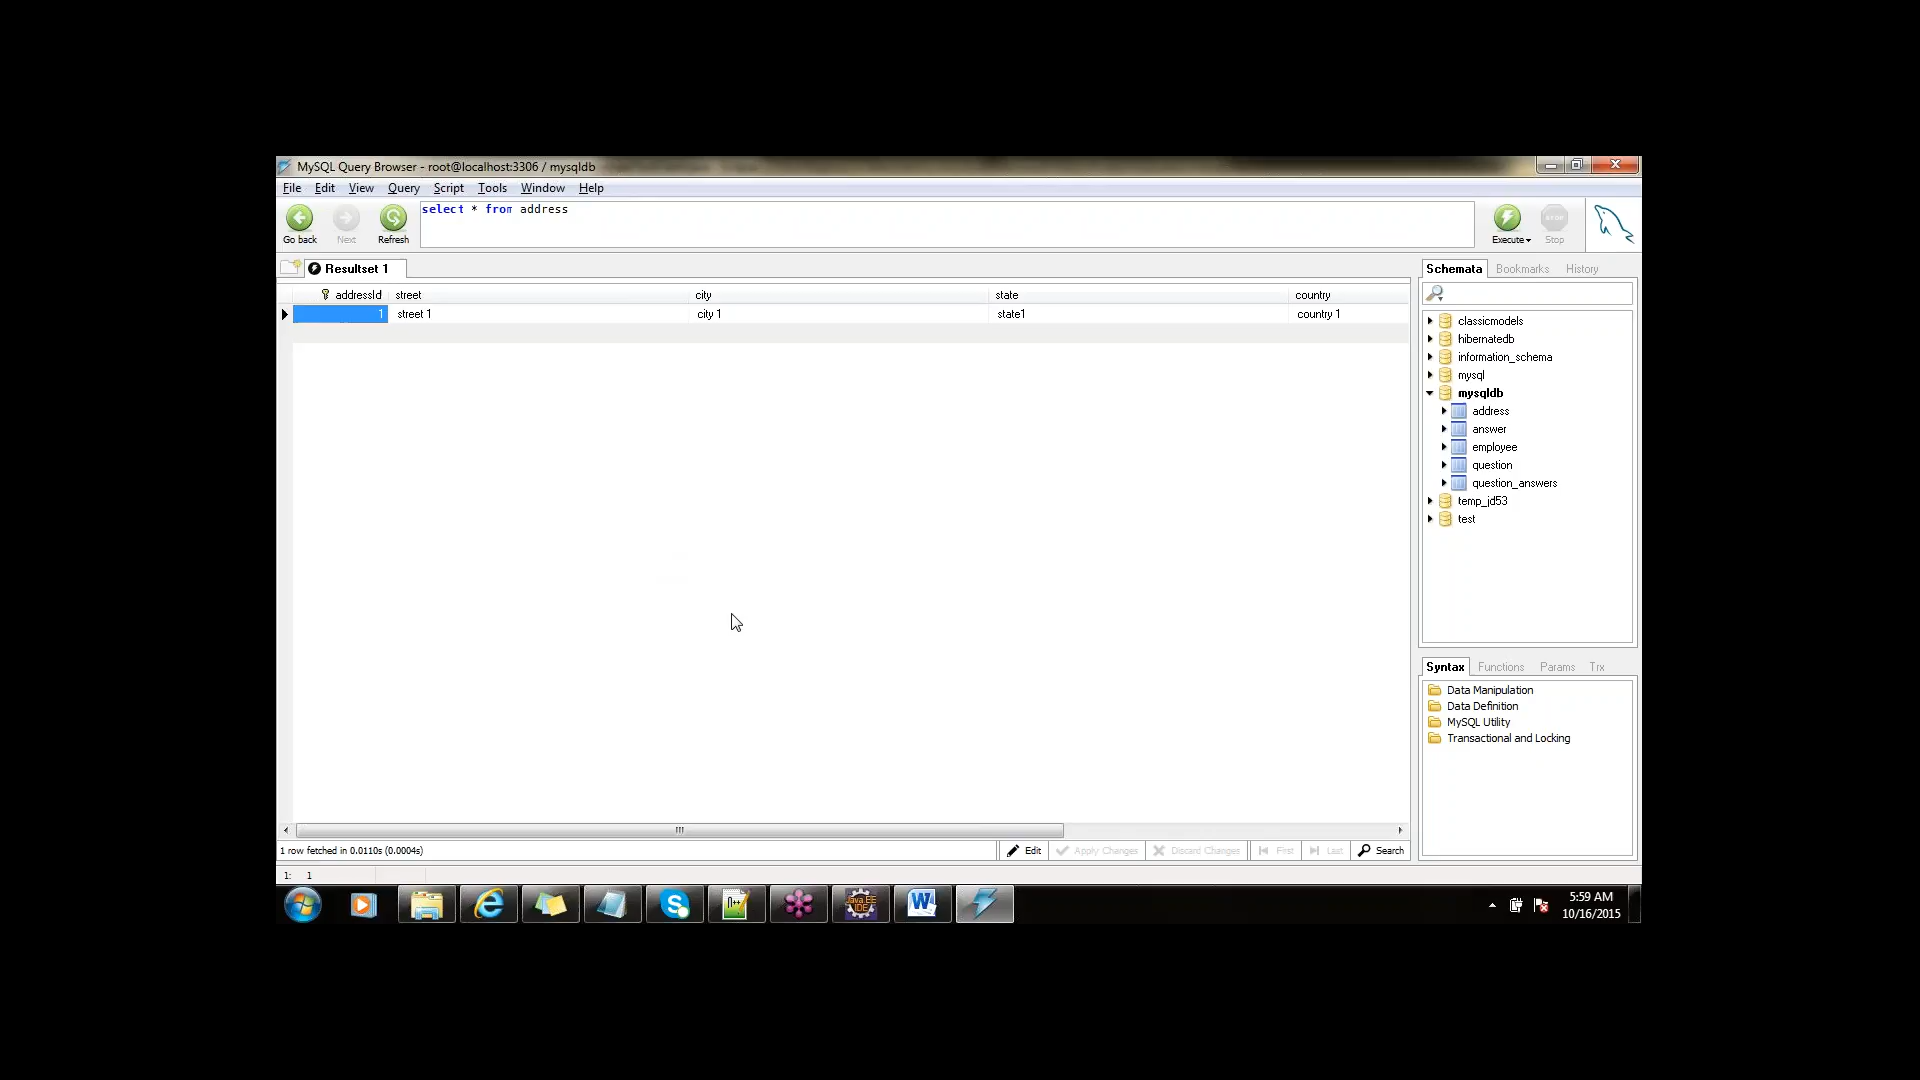 MySQL Query Browser - root@localhost:3306 / mysqldb
File Edit View Query Script Tools Window Help
select * from address
Go back Next Refresh Execute Stop
Resultset 1
Schemata Bookmarks History
addressId street city state country
1 street 1 city 1 state1 country 1
classicmodels
hibernatedb
information_schema
mysql
mysqldb
address
answer
employee
question
question_answers
temp_jd53
test
Syntax Functions Params Trx
Data Manipulation
Data Definition
MySQL Utility
Transactional and Locking
1 row fetched in 0.0110s (0.0004s) Edit Apply Changes Discard Changes First Last Search
1: 1
5:59 AM
10/16/2015